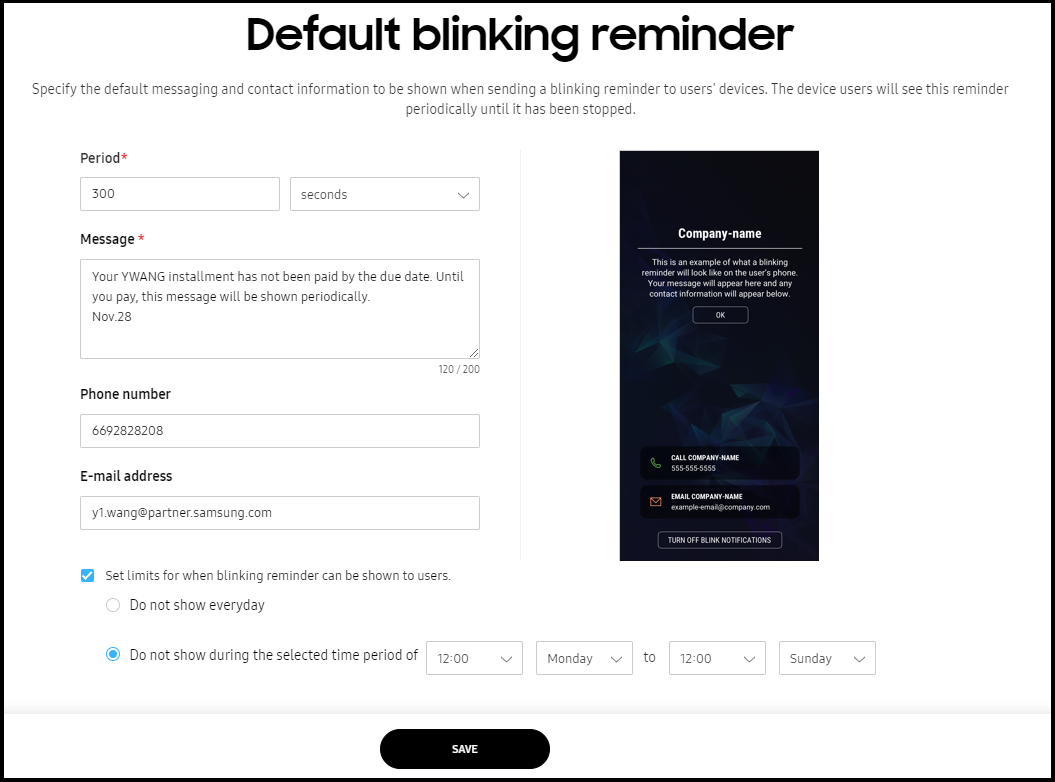 Default blinking reminder
Specify the default messaging and contact information to be shown when sending a blinking reminder to users' devices. The device users will see this reminder
periodically until it has been stopped.
Period*
300
seconds
Message *
Your YWANG installment has not been paid by the due date. Until
you pay, this message will be shown periodically.
Nov.28
120 / 200
Phone number
6692828208
E-mail address
y1.wang@partner.samsung.com
Company-name
This is an example of what a blinking
reminder will look like on the user's phone.
Your message will appear here and any
contact information will appear below.
OK
CALL COMPANY-NAME
555-555-5555
EMAIL COMPANY-NAME
example-email@company.com
TURN OFF BLINK NOTIFICATIONS
Set limits for when blinking reminder can be shown to users.
Do not show everyday
Do not show during the selected time period of 12:00 Monday to 12:00 Sunday
SAVE